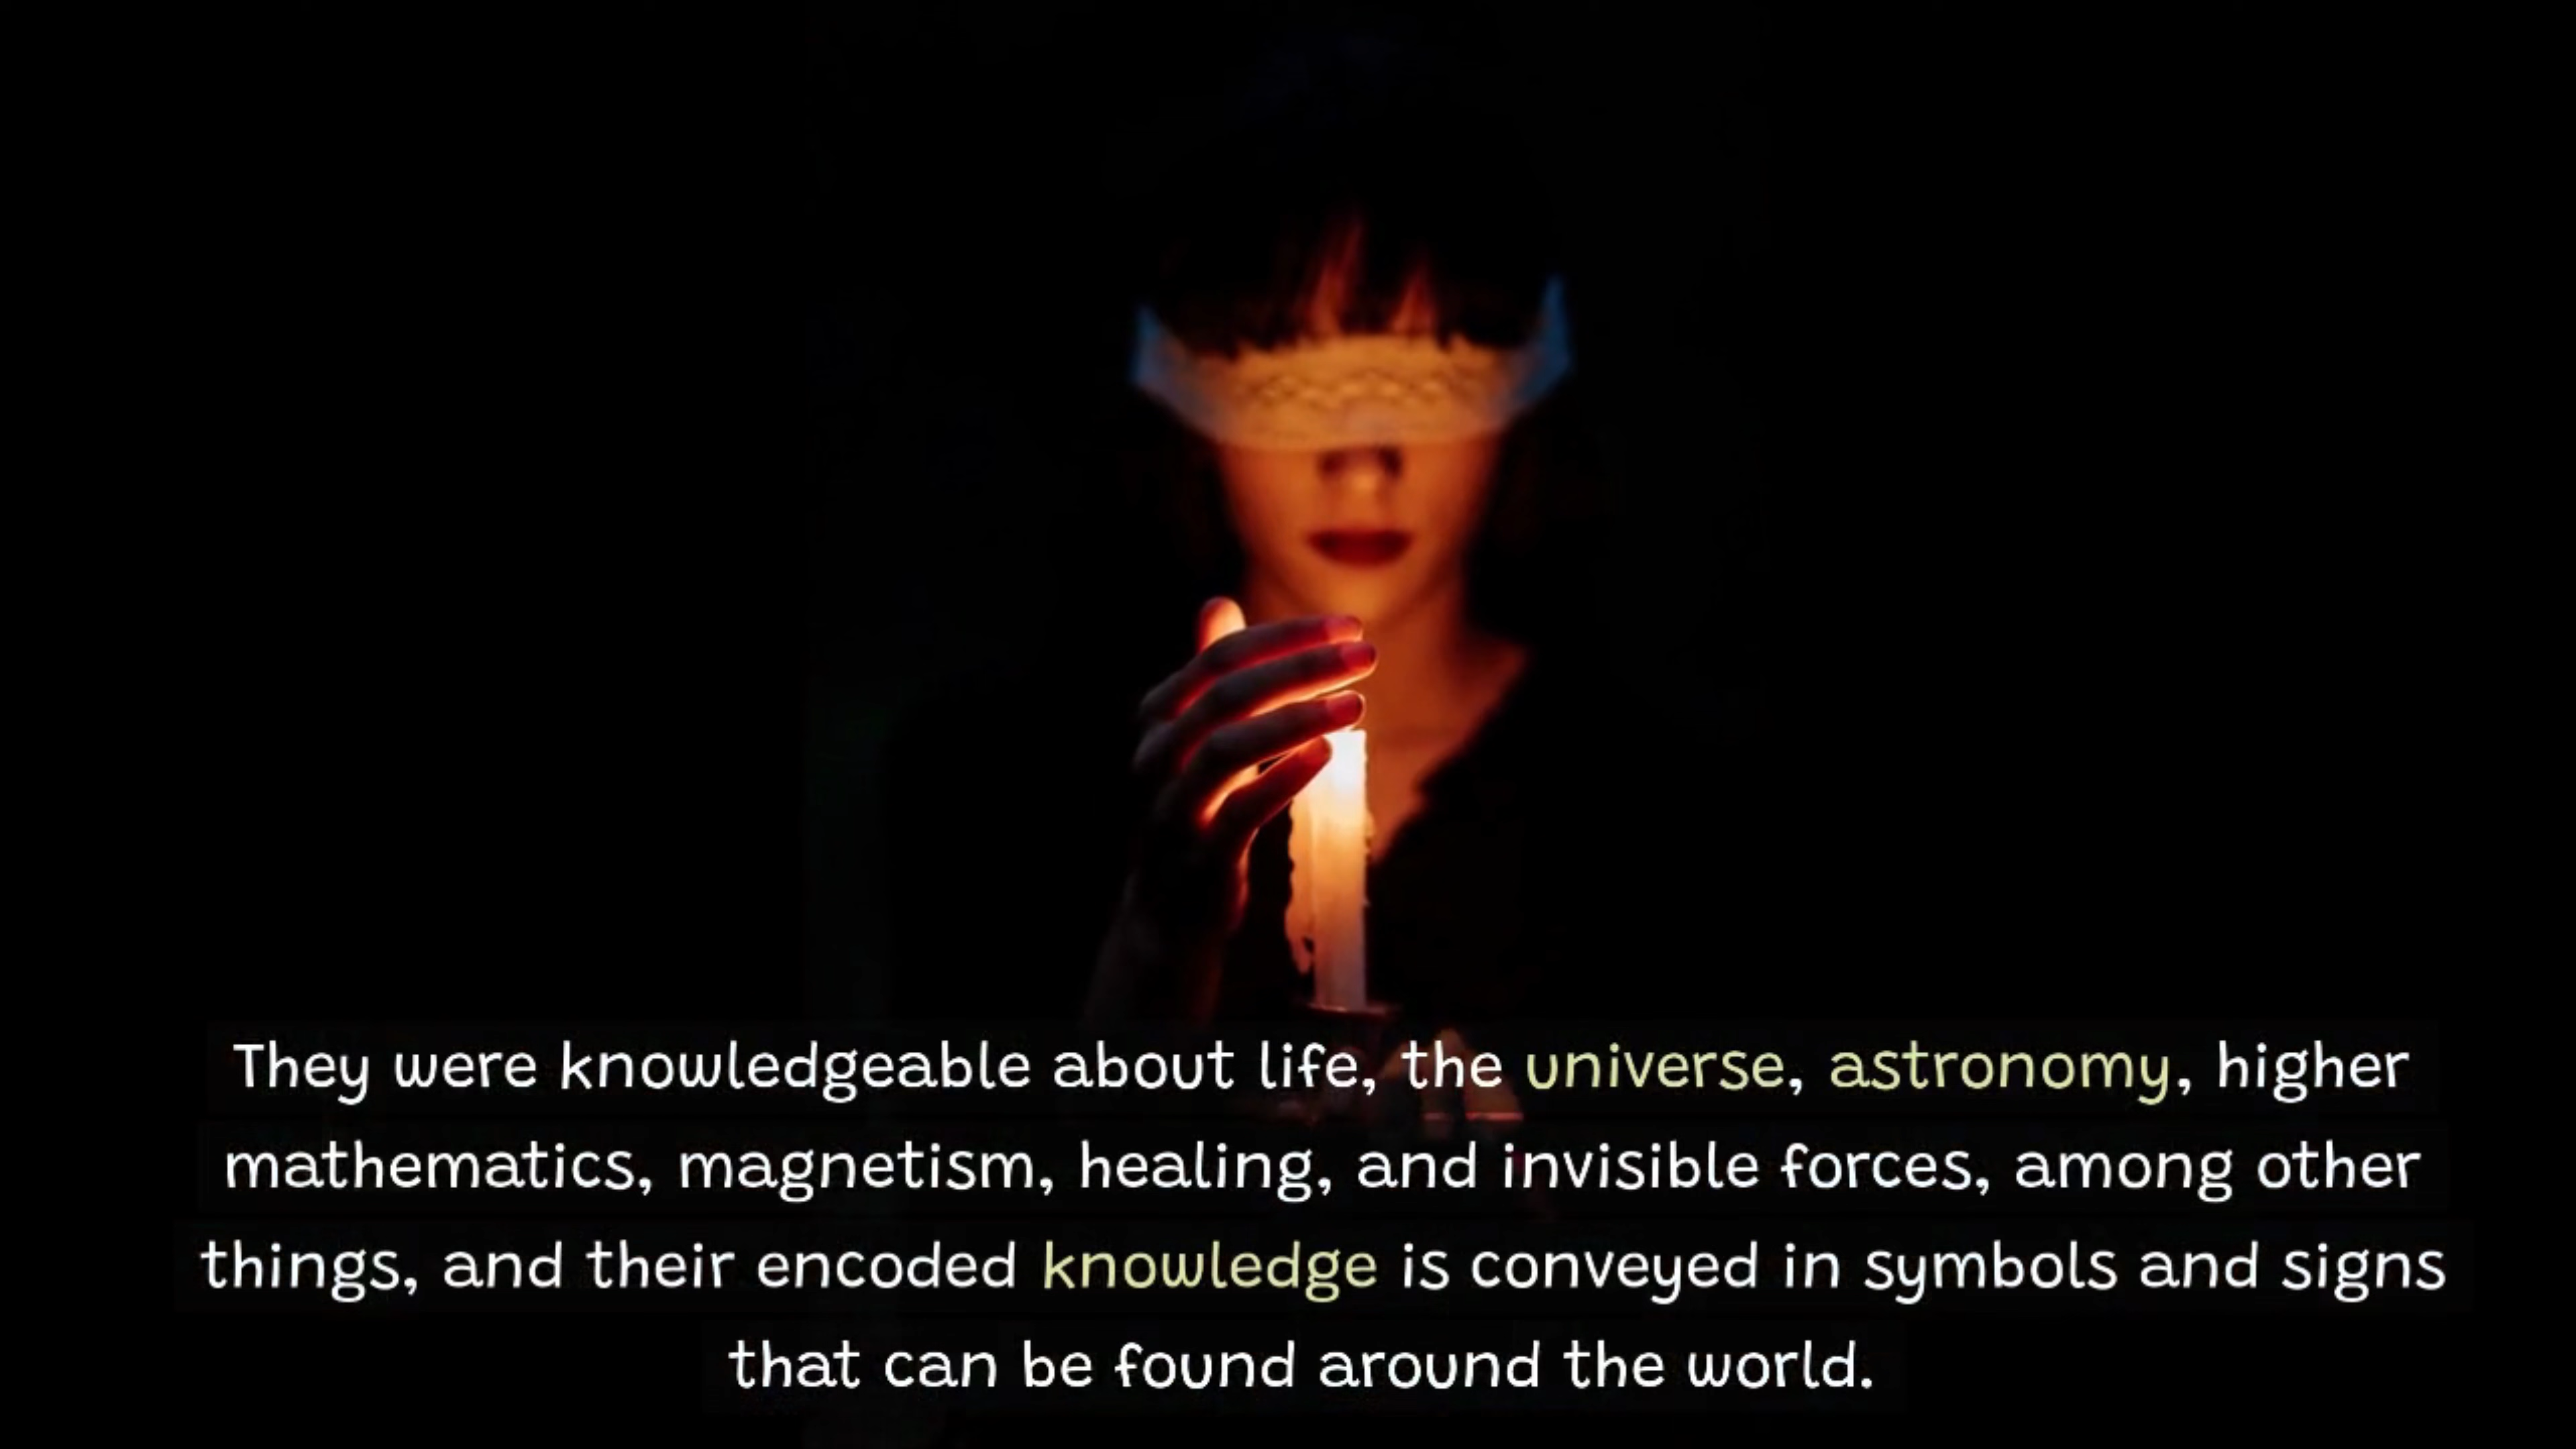 They were knowledgeable about life, the universe, astronomy, higher
mathematics, magnetism, healing, and invisible forces, among other
things, and their encoded knowledge is conveyed in symbols and signs
that can be found around the world.